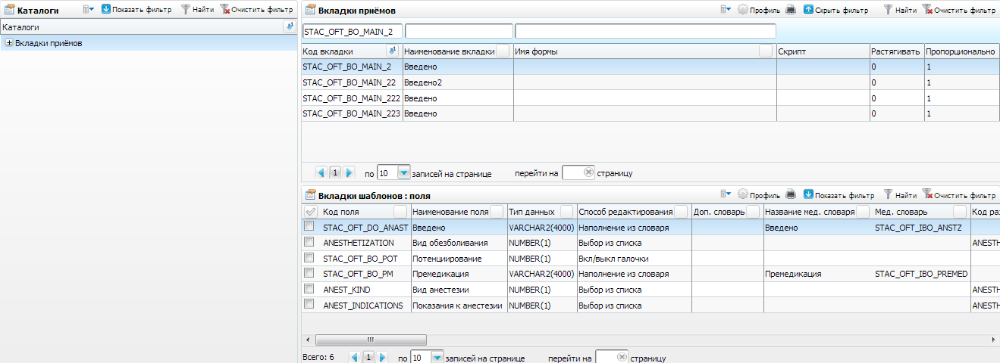 Каталоги Показать фильтр Найти Очистить фильтр
Каталоги
Вкладки приёмов
Вкладки приёмов Профиль Скрыть фильтр Найти Очистить фильтр
STAC_OFT_BO_MAIN_2
Код вкладки Наименование вкладки Имя формы Скрипт Растягивать Пропорционально
STAC_OFT_BO_MAIN_2 Введено 0 1
STAC_OFT_BO_MAIN_22 Введено2 0 1
STAC_OFT_BO_MAIN_222 Введено 0 1
STAC_OFT_BO_MAIN_223 Введено 0 1
1 по 10 записей на странице перейти на страницу
Вкладки шаблонов : поля Профиль Показать фильтр Найти Очистить фильтр
Код поля Наименование поля Тип данных Способ редактирования Доп. словарь Название мед. словаря Мед. словарь Код раз
STAC_OFT_DO_ANAST Введено VARCHAR2(4000) Наполнение из словаря Введено STAC_OFT_IBO_ANSTZ
ANESTHETIZATION Вид обезболивания NUMBER(1) Выбор из списка ANESTH
STAC_OFT_BO_POT Потенциирование NUMBER(1) Вкл/выкл галочки
STAC_OFT_BO_PM Премедикация VARCHAR2(4000) Наполнение из словаря Премедикация STAC_OFT_IBO_PREMED
ANEST_KIND Вид анестезии NUMBER(1) Выбор из списка ANESTH
ANEST_INDICATIONS Показания к анестезии NUMBER(1) Выбор из списка ANESTH
Всего: 6 1 по 10 записей на странице перейти на страницу